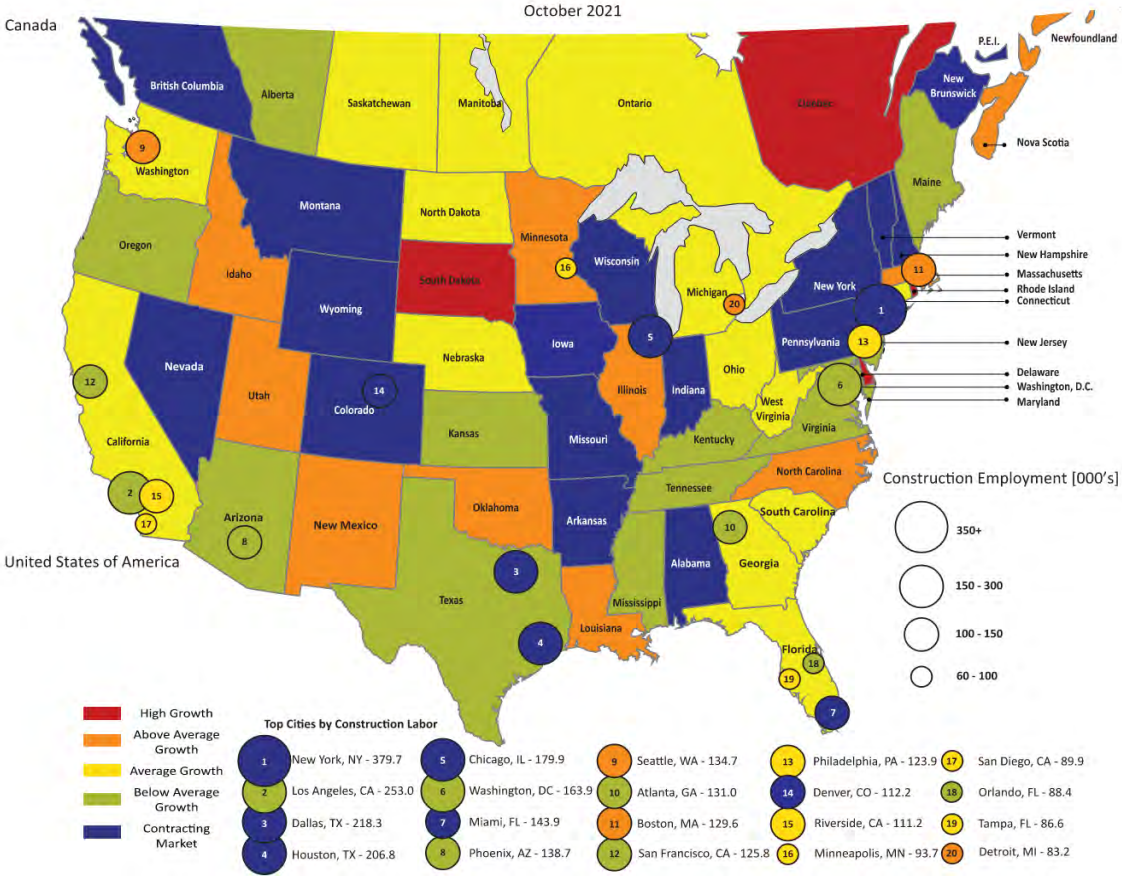 October 2021
Canada
Newfoundland
P.E.I.
British Columbia
Alberta
Saskatchewan
Manitoba
Ontario
Quebec
New
Brunswick
Nova Scotia
9
Washington
Montana
North Dakota
Minnesota
Maine
Oregon
Idaho
16
Wisconsin
Vermont
New Hampshire
11
Massachusetts
Rhode Island
Connecticut
South Dakota
Michigan
20
New York
1
Wyoming
5
Pennsylvania
13
New Jersey
Nevada
Iowa
Nebraska
Ohio
Delaware
Washington, D.C.
Maryland
12
Utah
14
Colorado
Illinois
Indiana
6
West
Virginia
Virginia
California
Kansas
Missouri
Kentucky
North Carolina
Construction Employment [000's]
2
15
17
Tennessee
Arizona
8
New Mexico
Oklahoma
Arkansas
South Carolina
10
Georgia
Alabama
350+
United States of America
3
150 - 300
Texas
Mississippi
4
Louisiana
100 - 150
Florida
18
19
60 - 100
7
High Growth
Above Average
Growth
Average Growth
Below Average
Growth
Contracting
Market
Top Cities by Construction Labor
1 New York, NY - 379.7
2 Los Angeles, CA - 253.0
3 Dallas, TX - 218.3
4 Houston, TX - 206.8
5 Chicago, IL - 179.9
6 Washington, DC - 163.9
7 Miami, FL - 143.9
8 Phoenix, AZ - 138.7
9 Seattle, WA - 134.7
10 Atlanta, GA - 131.0
11 Boston, MA - 129.6
12 San Francisco, CA - 125.8
13 Philadelphia, PA - 123.9
14 Denver, CO - 112.2
15 Riverside, CA - 111.2
16 Minneapolis, MN - 93.7
17 San Diego, CA - 89.9
18 Orlando, FL - 88.4
19 Tampa, FL - 86.6
20 Detroit, MI - 83.2